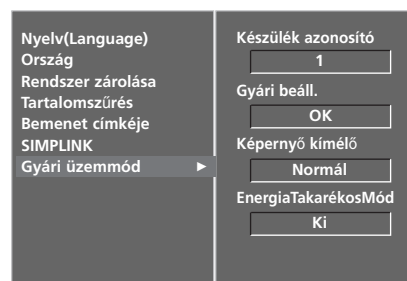 Nyelv(Language)
Ország
Rendszer zárolása
Tartalomszűrés
Bemenet címkéje
SIMPLINK
Gyári üzemmód ►
Készülék azonosító
1
Gyári beáll.
OK
Képernyő kímélő
Normál
EnergiaTakarékosMód
Ki